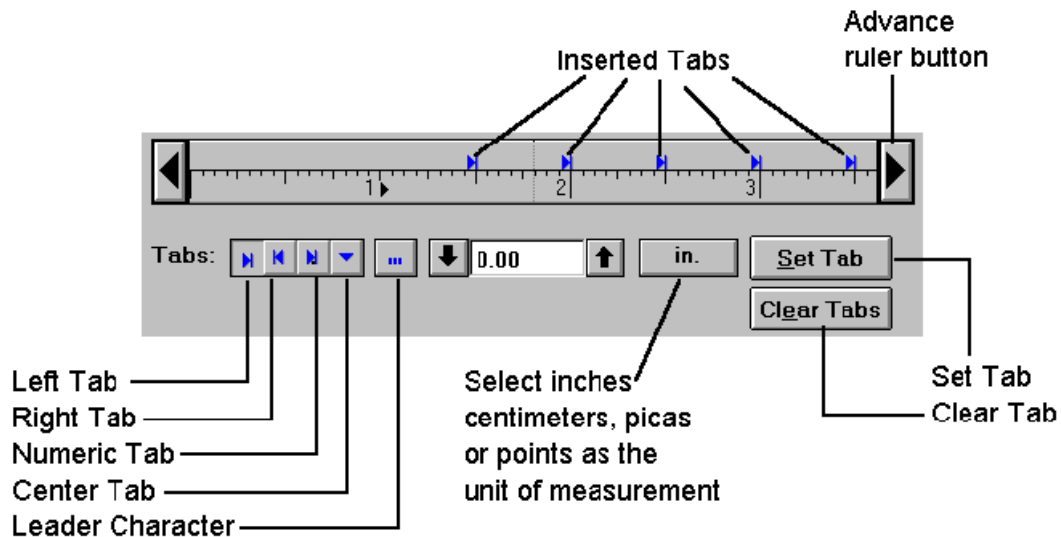 Advance
ruler button
Inserted Tabs
1 2 3
Tabs: ... 0.00 in. Set Tab
Clear Tabs
Left Tab
Right Tab
Numeric Tab
Center Tab
Leader Character
Select inches
centimeters, picas
or points as the
unit of measurement
Set Tab
Clear Tab